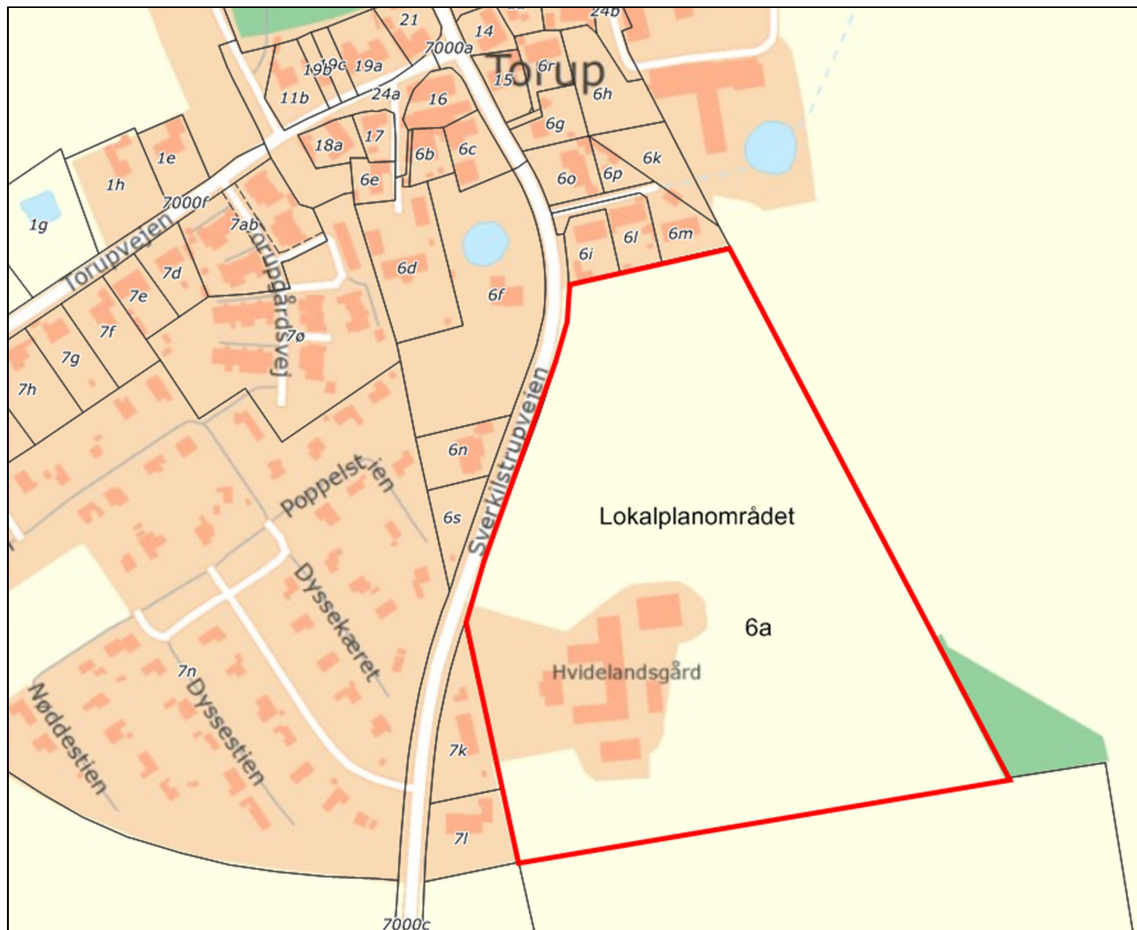 21
14
24b
7000a
19b
19c
19a
Torup
6r
15
11b
24a
16
6h
6g
18a
17
6b
6c
1e
1h
6e
6o
6p
6k
7000f
1g
7ab
Torupvejen
Torupgårdsvej
7d
6i
6l
6m
6d
7e
6f
7f
7ø
7g
7h
Sverkilstrupvejen
6n
Poppelstien
6s
Lokalplanområdet
Dyssekæret
6a
7n
Hvidelandsgård
Nøddestien
Dyssestien
7k
7l
7000c